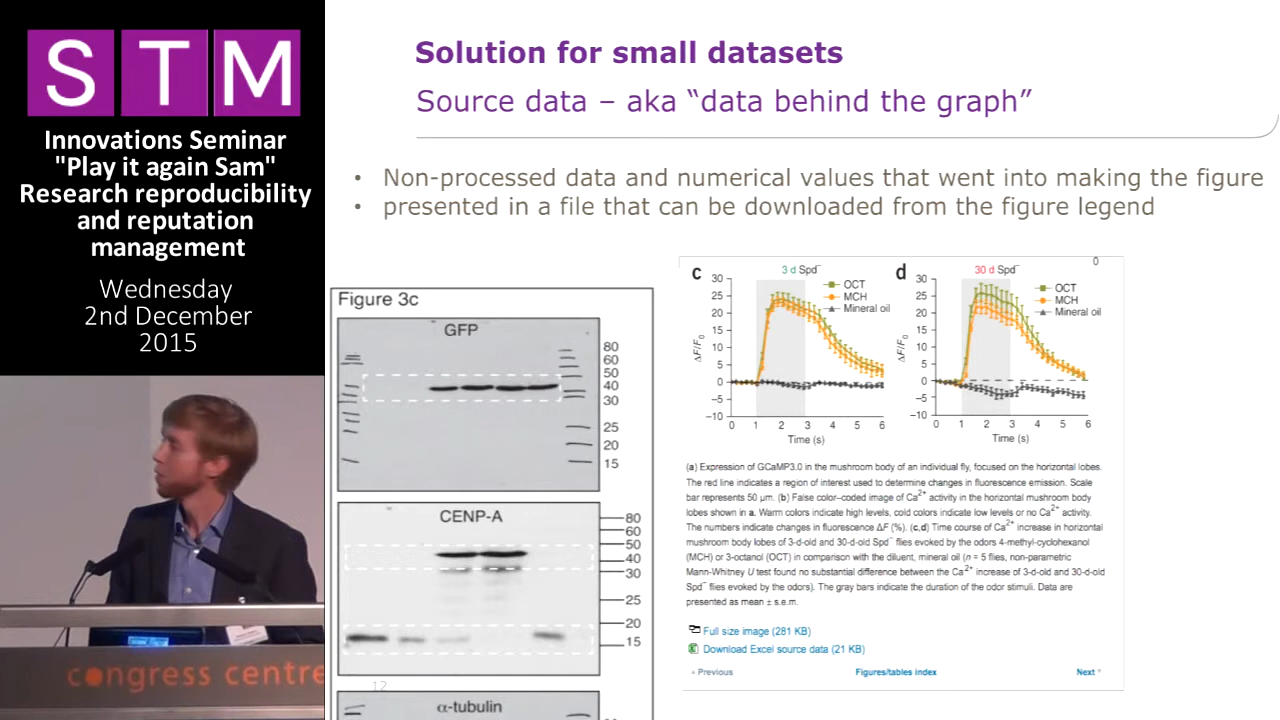 STM
Innovations Seminar
"Play it again Sam"
Research reproducibility
and reputation
management
Wednesday
2nd December
2015
congress centre
Solution for small datasets
Source data – aka “data behind the graph”
• Non-processed data and numerical values that went into making the figure
• presented in a file that can be downloaded from the figure legend
Figure 3c
GFP
80
60
50
40
30
25
20
15
CENP-A
80
60
50
40
30
25
20
15
12
α-tubulin
0
c
3 d Spd⁻
30
25
20
15
10
5
0
−5
−10
ΔF/F₀
OCT
MCH
Mineral oil
0 1 2 3 4 5 6
Time (s)
d
30 d Spd⁻
30
25
20
15
10
5
0
−5
−10
ΔF/F₀
OCT
MCH
Mineral oil
0 1 2 3 4 5 6
Time (s)
(a) Expression of GCaMP3.0 in the mushroom body of an individual fly, focused on the horizontal lobes.
The red line indicates a region of interest used to determine changes in fluorescence emission. Scale
bar represents 50 μm. (b) False color–coded image of Ca²⁺ activity in the horizontal mushroom body
lobes shown in a. Warm colors indicate high levels, cold colors indicate low levels or no Ca²⁺ activity.
The numbers indicate changes in fluorescence ΔF (%). (c,d) Time course of Ca²⁺ increase in horizontal
mushroom body lobes of 3-d-old and 30-d-old Spd⁻ flies evoked by the odors 4-methyl-cyclohexanol
(MCH) or 3-octanol (OCT) in comparison with the diluent, mineral oil (n = 5 flies, non-parametric
Mann-Whitney U test found no substantial difference between the Ca²⁺ increase of 3-d-old and 30-d-old
Spd⁻ flies evoked by the odors). The gray bars indicate the duration of the odor stimuli. Data are
presented as mean ± s.e.m.
Full size image (281 KB)
Download Excel source data (21 KB)
Previous Figures/tables index Next